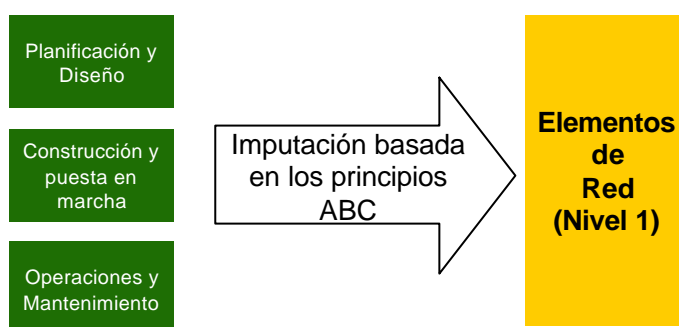 Planificación y
Diseño
Construcción y
puesta en
marcha
Operaciones y
Mantenimiento
Imputación basada
en los principios
ABC
Elementos
de
Red
(Nivel 1)